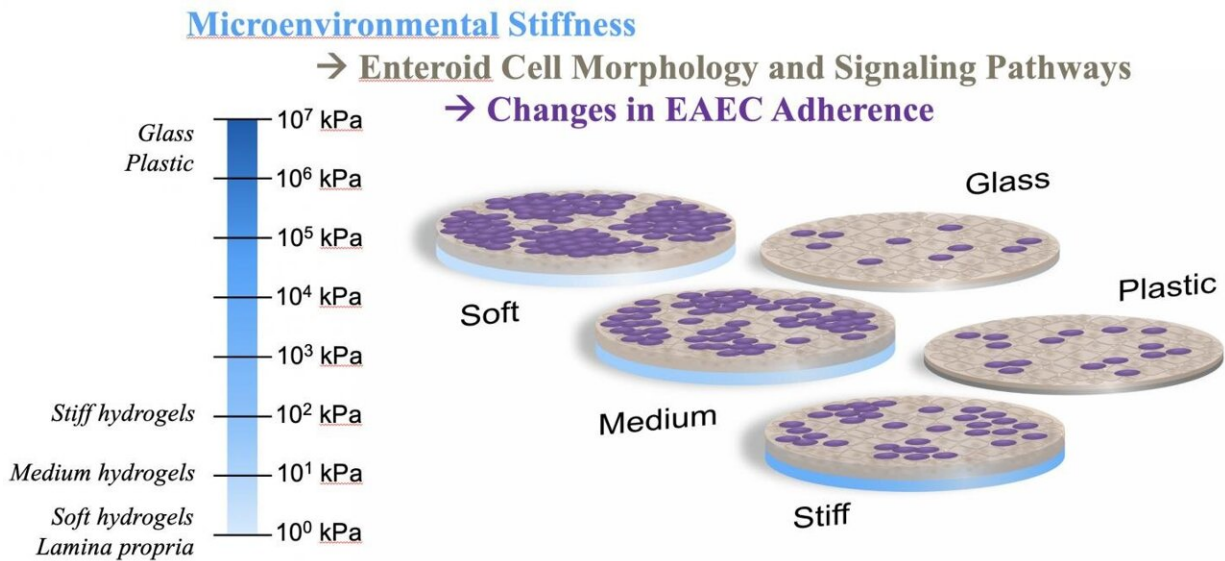 Microenvironmental Stiffness
→ Enteroid Cell Morphology and Signaling Pathways
→ Changes in EAEC Adherence
Glass
Plastic
10⁷ kPa
10⁶ kPa
10⁵ kPa
10⁴ kPa
10³ kPa
Stiff hydrogels
10² kPa
Medium hydrogels
10¹ kPa
Soft hydrogels
Lamina propria
10⁰ kPa
Glass
Soft
Plastic
Medium
Stiff